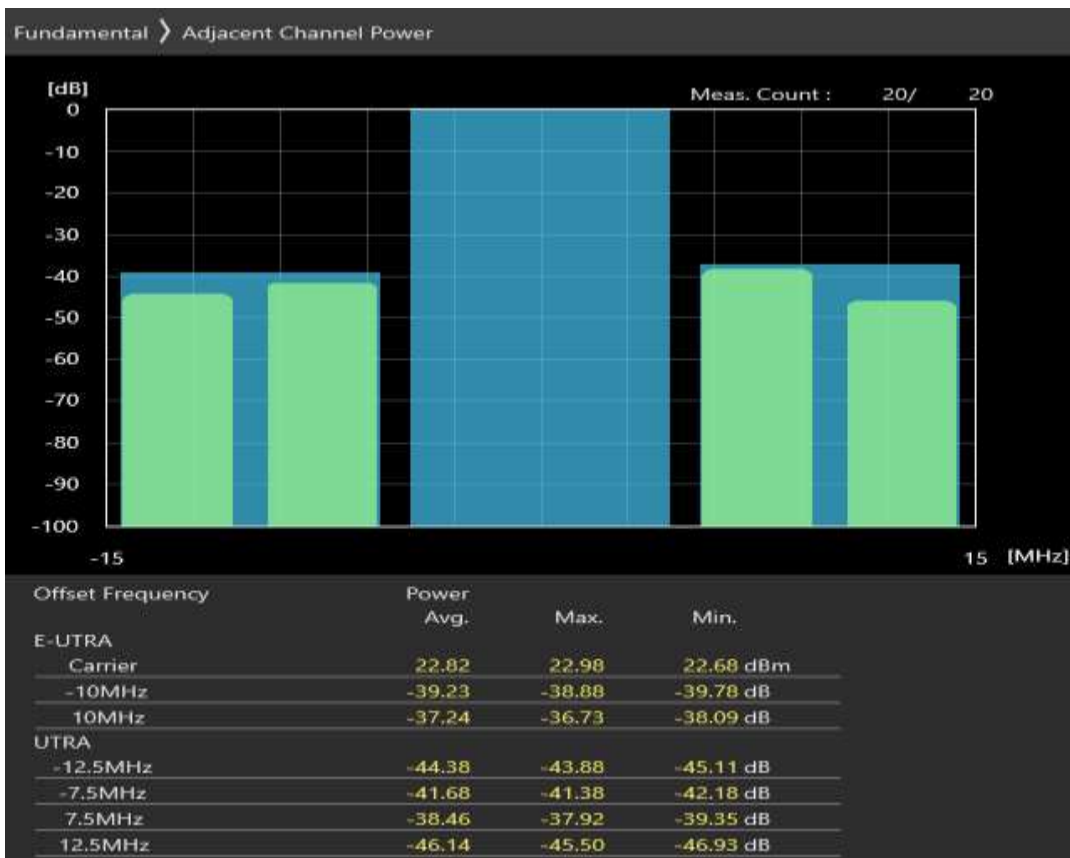 Fundamental ❯ Adjacent Channel Power
[dB]
Meas. Count : 20/ 20
0
-10
-20
-30
-40
-50
-60
-70
-80
-90
-100
-15 15 [MHz]
Offset Frequency Power
Avg. Max. Min.
E-UTRA
Carrier 22.82 22.98 22.68 dBm
-10MHz -39.23 -38.88 -39.78 dB
10MHz -37.24 -36.73 -38.09 dB
UTRA
-12.5MHz -44.38 -43.88 -45.11 dB
-7.5MHz -41.68 -41.38 -42.18 dB
7.5MHz -38.46 -37.92 -39.35 dB
12.5MHz -46.14 -45.50 -46.93 dB